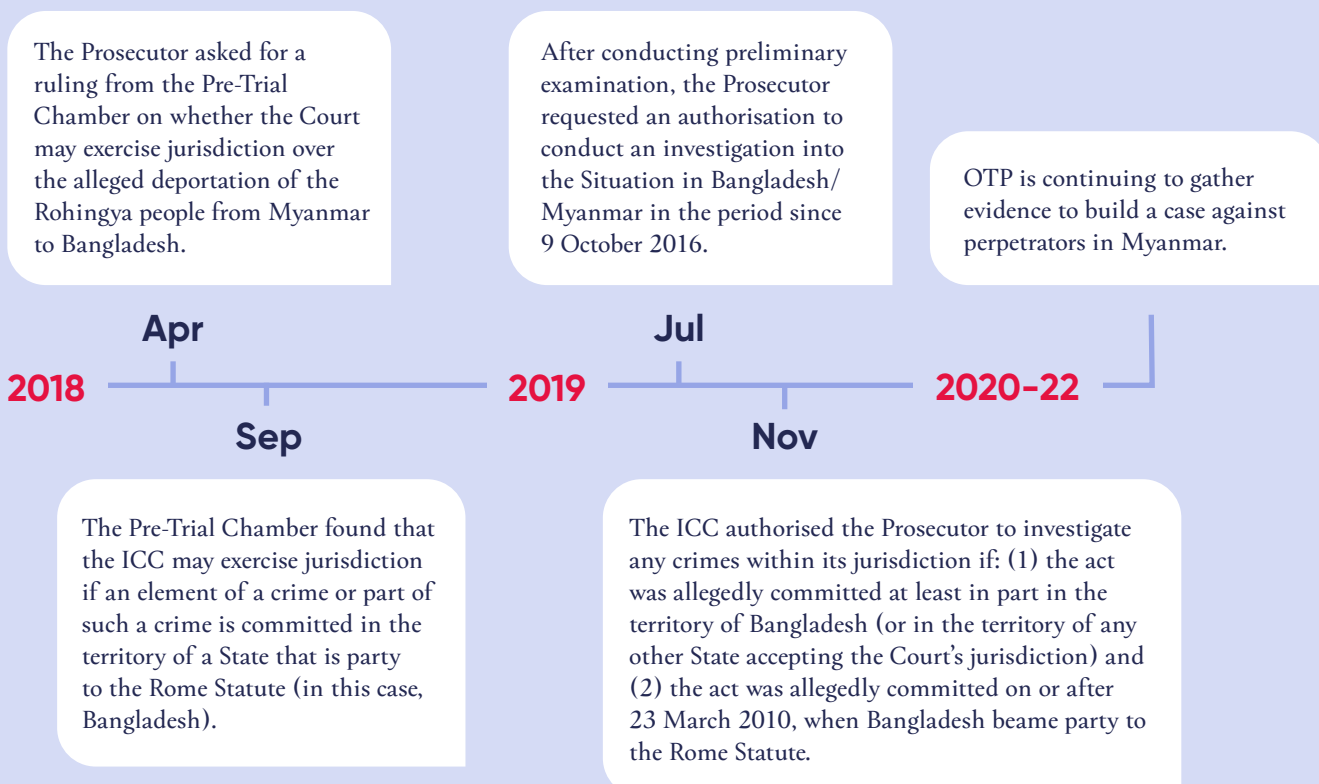 The Prosecutor asked for a
ruling from the Pre-Trial
Chamber on whether the Court
may exercise jurisdiction over
the alleged deportation of the
Rohingya people from Myanmar
to Bangladesh.
After conducting preliminary
examination, the Prosecutor
requested an authorisation to
conduct an investigation into
the Situation in Bangladesh/
Myanmar in the period since
9 October 2016.
OTP is continuing to gather
evidence to build a case against
perpetrators in Myanmar.
Apr
Jul
2018
2019
2020-22
Sep
Nov
The Pre-Trial Chamber found that
the ICC may exercise jurisdiction
if an element of a crime or part of
such a crime is committed in the
territory of a State that is party
to the Rome Statute (in this case,
Bangladesh).
The ICC authorised the Prosecutor to investigate
any crimes within its jurisdiction if: (1) the act
was allegedly committed at least in part in the
territory of Bangladesh (or in the territory of any
other State accepting the Court's jurisdiction) and
(2) the act was allegedly committed on or after
23 March 2010, when Bangladesh beame party to
the Rome Statute.